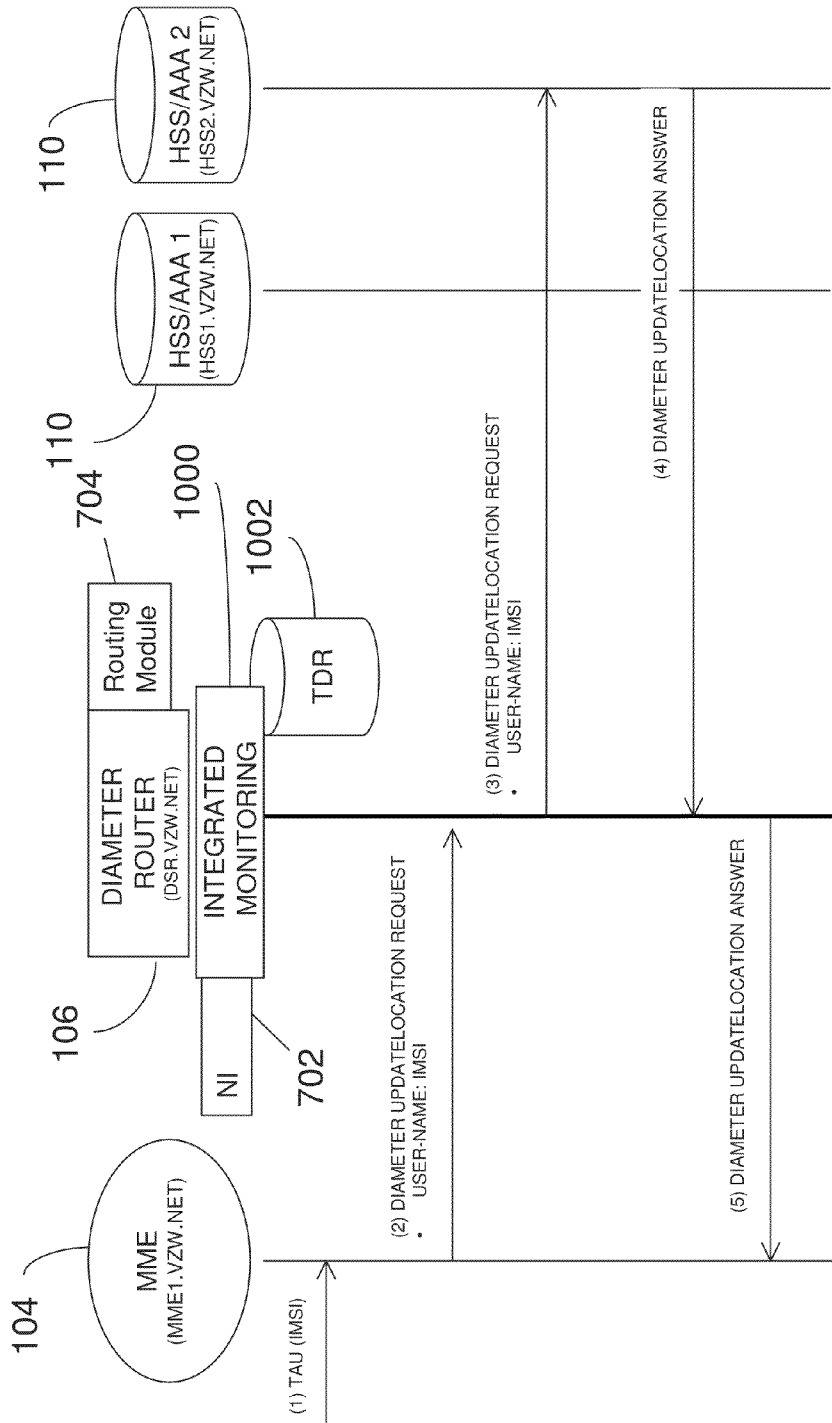 104
MME
(MME1.VZW.NET)
106
DIAMETER
ROUTER
(DSR.VZW.NET)
Routing
Module
704
NI
702
INTEGRATED
MONITORING
1000
TDR
1002
110
HSS/AAA 1
(HSS1.VZW.NET)
110
HSS/AAA 2
(HSS2.VZW.NET)
(1) TAU (IMSI)
(2) DIAMETER UPDATELOCATION REQUEST
• USER-NAME: IMSI
(3) DIAMETER UPDATELOCATION REQUEST
• USER-NAME: IMSI
(4) DIAMETER UPDATELOCATION ANSWER
(5) DIAMETER UPDATELOCATION ANSWER